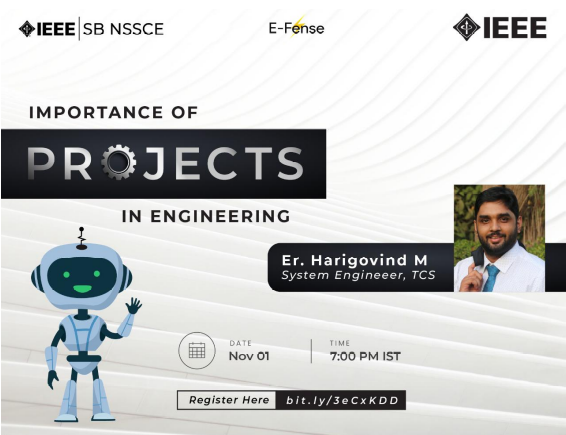 IEEE SB NSSCE
E-Fense
IEEE
IMPORTANCE OF
PROJECTS
IN ENGINEERING
Er. Harigovind M
System Engineeer, TCS
DATE
Nov 01
TIME
7:00 PM IST
Register Here
bit.ly/3eCxKDD